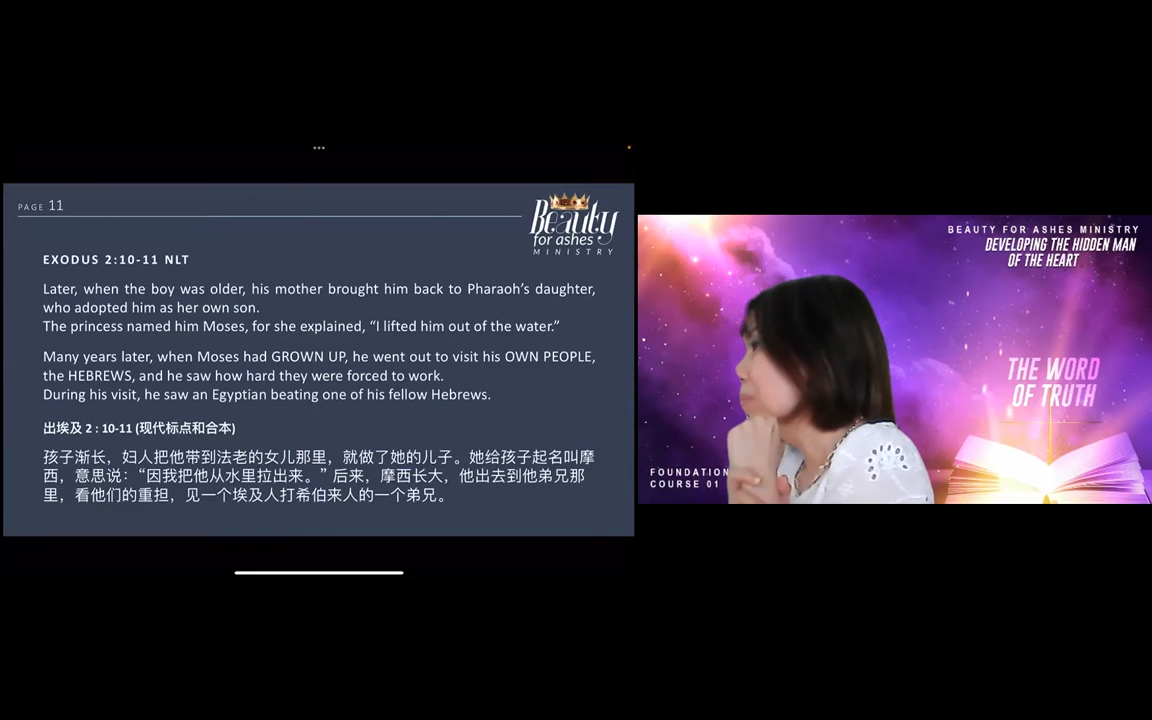 PAGE 11
Beauty
for ashes
MINISTRY
EXODUS 2:10-11 NLT
Later, when the boy was older, his mother brought him back to Pharaoh’s daughter,
who adopted him as her own son.
The princess named him Moses, for she explained, “I lifted him out of the water.”
Many years later, when Moses had GROWN UP, he went out to visit his OWN PEOPLE,
the HEBREWS, and he saw how hard they were forced to work.
During his visit, he saw an Egyptian beating one of his fellow Hebrews.
出埃及 2 : 10-11 (现代标点和合本)
孩子渐长，妇人把他带到法老的女儿那里，就做了她的儿子。她给孩子起名叫摩
西，意思说：“因我把他从水里拉出来。”后来，摩西长大，他出去到他弟兄那
里，看他们的重担，见一个埃及人打希伯来人的一个弟兄。
BEAUTY FOR ASHES MINISTRY
DEVELOPING THE HIDDEN MAN
OF THE HEART
THE WORD
OF TRUTH
FOUNDATION
COURSE 01